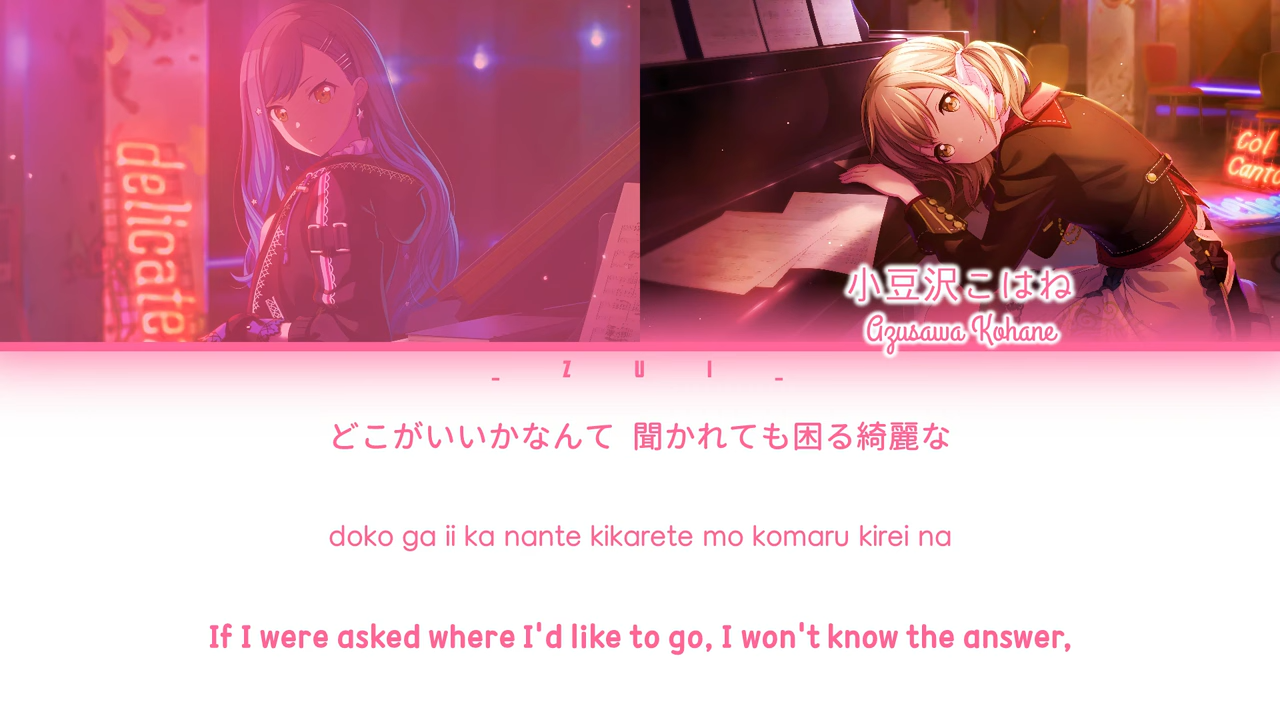 delicate
Col
Canta
小豆沢こはね
Azusawa Kohane
_ Z U I _
どこがいいかなんて 聞かれても困る綺麗な
doko ga ii ka nante kikarete mo komaru kirei na
If I were asked where I'd like to go, I won't know the answer,